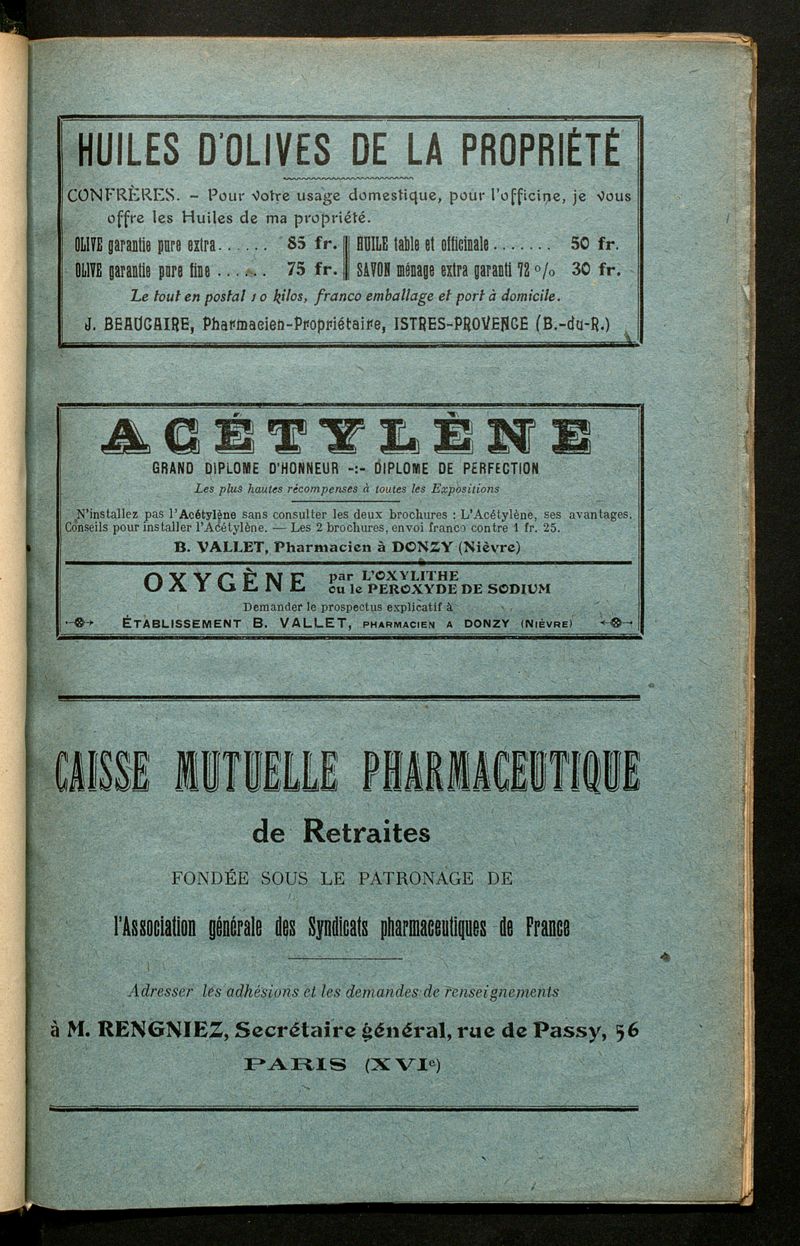 HUILES D'OLIVES DE LA PROPRIÉTÉ
CONFRÈRES. – Pour Votre usage domestique, pour l'officine, je Vous
offre les Huiles de ma propriété.
OLIVE garantie pure extra...... 85 fr.
OLIVE garantie pure fine...... 75 fr.
HUILE table et officinale....... 50 fr.
SAVON ménage extra garanti 72 % 30 fr.
Le tout en postal 10 kilos, franco emballage et port à domicile.
J. BEAUCAIRE, Pharmacien-Propriétaire, ISTRES-PROVENCE (B.-du-R.)
ACÉTYLÈNE
GRAND DIPLOME D'HONNEUR -:- DIPLOME DE PERFECTION
Les plus hautes récompenses à toutes les Expositions
N'installez pas l'Acétylène sans consulter les deux brochures : L'Acétylène, ses avantages.
Conseils pour installer l'Acétylène. — Les 2 brochures, envoi franco contre 1 fr. 25.
B. VALLET, Pharmacien à DONZY (Nièvre)
OXYGÈNE par L'OXYLITHE
ou le PEROXYDE DE SODIUM
Demander le prospectus explicatif à
ÉTABLISSEMENT B. VALLET, PHARMACIEN A DONZY (NIÈVRE)
CAISSE MUTUELLE PHARMACEUTIQUE
de Retraites
FONDÉE SOUS LE PATRONAGE DE
l'Association générale des Syndicats pharmaceutiques de France
Adresser les adhésions et les demandes de renseignements
à M. RENGNIEZ, Secrétaire général, rue de Passy, 56
PARIS (XVIe)